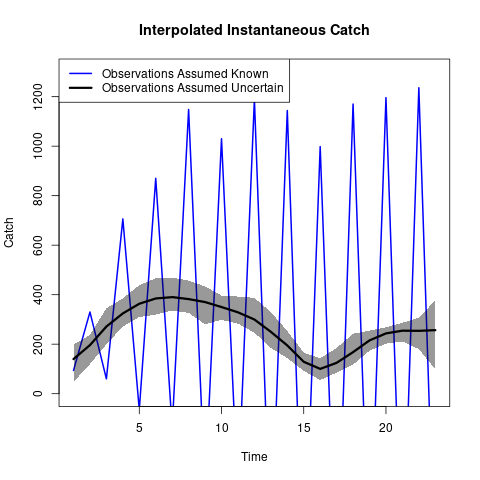 Interpolated Instantaneous Catch
Observations Assumed Known
Observations Assumed Uncertain
Catch
1200
1000
800
600
400
200
0
5 10 15 20
Time